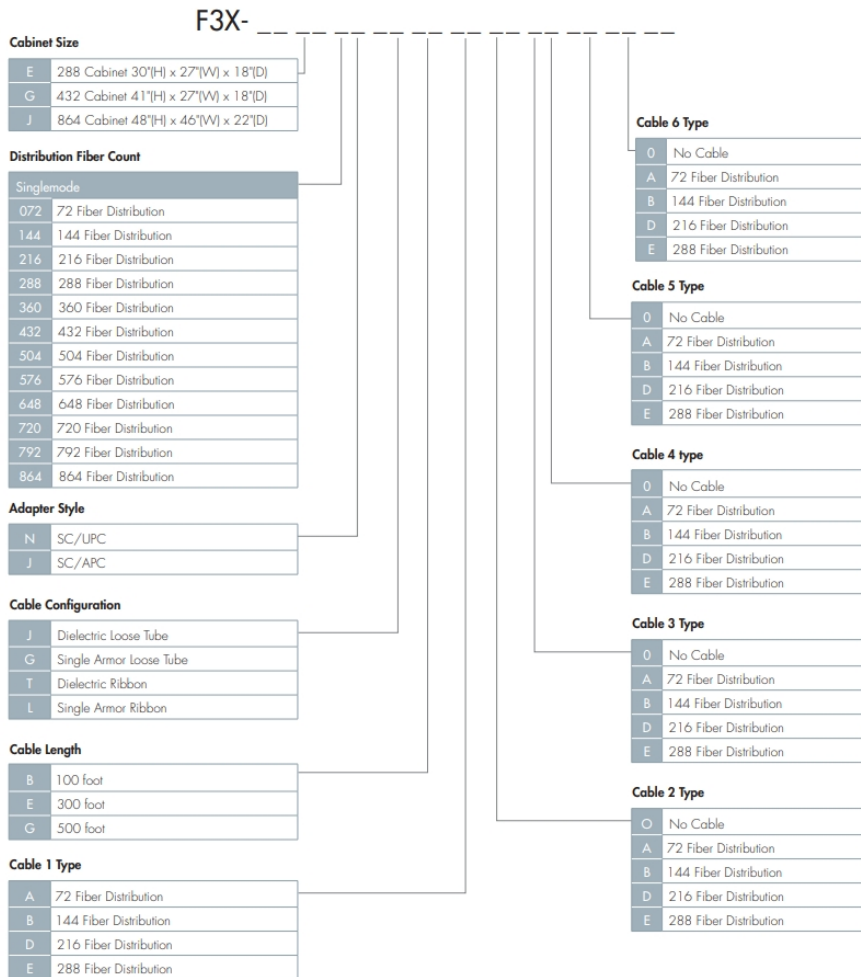 F3X- __ __ __ __ __ __ __ __ __ __ __
Cabinet Size
E 288 Cabinet 30"(H) x 27"(W) x 18"(D)
G 432 Cabinet 41"(H) x 27"(W) x 18"(D)
J 864 Cabinet 48"(H) x 46"(W) x 22"(D)
Distribution Fiber Count
Singlemode
072 72 Fiber Distribution
144 144 Fiber Distribution
216 216 Fiber Distribution
288 288 Fiber Distribution
360 360 Fiber Distribution
432 432 Fiber Distribution
504 504 Fiber Distribution
576 576 Fiber Distribution
648 648 Fiber Distribution
720 720 Fiber Distribution
792 792 Fiber Distribution
864 864 Fiber Distribution
Adapter Style
N SC/UPC
J SC/APC
Cable Configuration
J Dielectric Loose Tube
G Single Armor Loose Tube
T Dielectric Ribbon
L Single Armor Ribbon
Cable Length
B 100 foot
E 300 foot
G 500 foot
Cable 1 Type
A 72 Fiber Distribution
B 144 Fiber Distribution
D 216 Fiber Distribution
E 288 Fiber Distribution
Cable 6 Type
0 No Cable
A 72 Fiber Distribution
B 144 Fiber Distribution
D 216 Fiber Distribution
E 288 Fiber Distribution
Cable 5 Type
0 No Cable
A 72 Fiber Distribution
B 144 Fiber Distribution
D 216 Fiber Distribution
E 288 Fiber Distribution
Cable 4 type
0 No Cable
A 72 Fiber Distribution
B 144 Fiber Distribution
D 216 Fiber Distribution
E 288 Fiber Distribution
Cable 3 Type
0 No Cable
A 72 Fiber Distribution
B 144 Fiber Distribution
D 216 Fiber Distribution
E 288 Fiber Distribution
Cable 2 Type
O No Cable
A 72 Fiber Distribution
B 144 Fiber Distribution
D 216 Fiber Distribution
E 288 Fiber Distribution